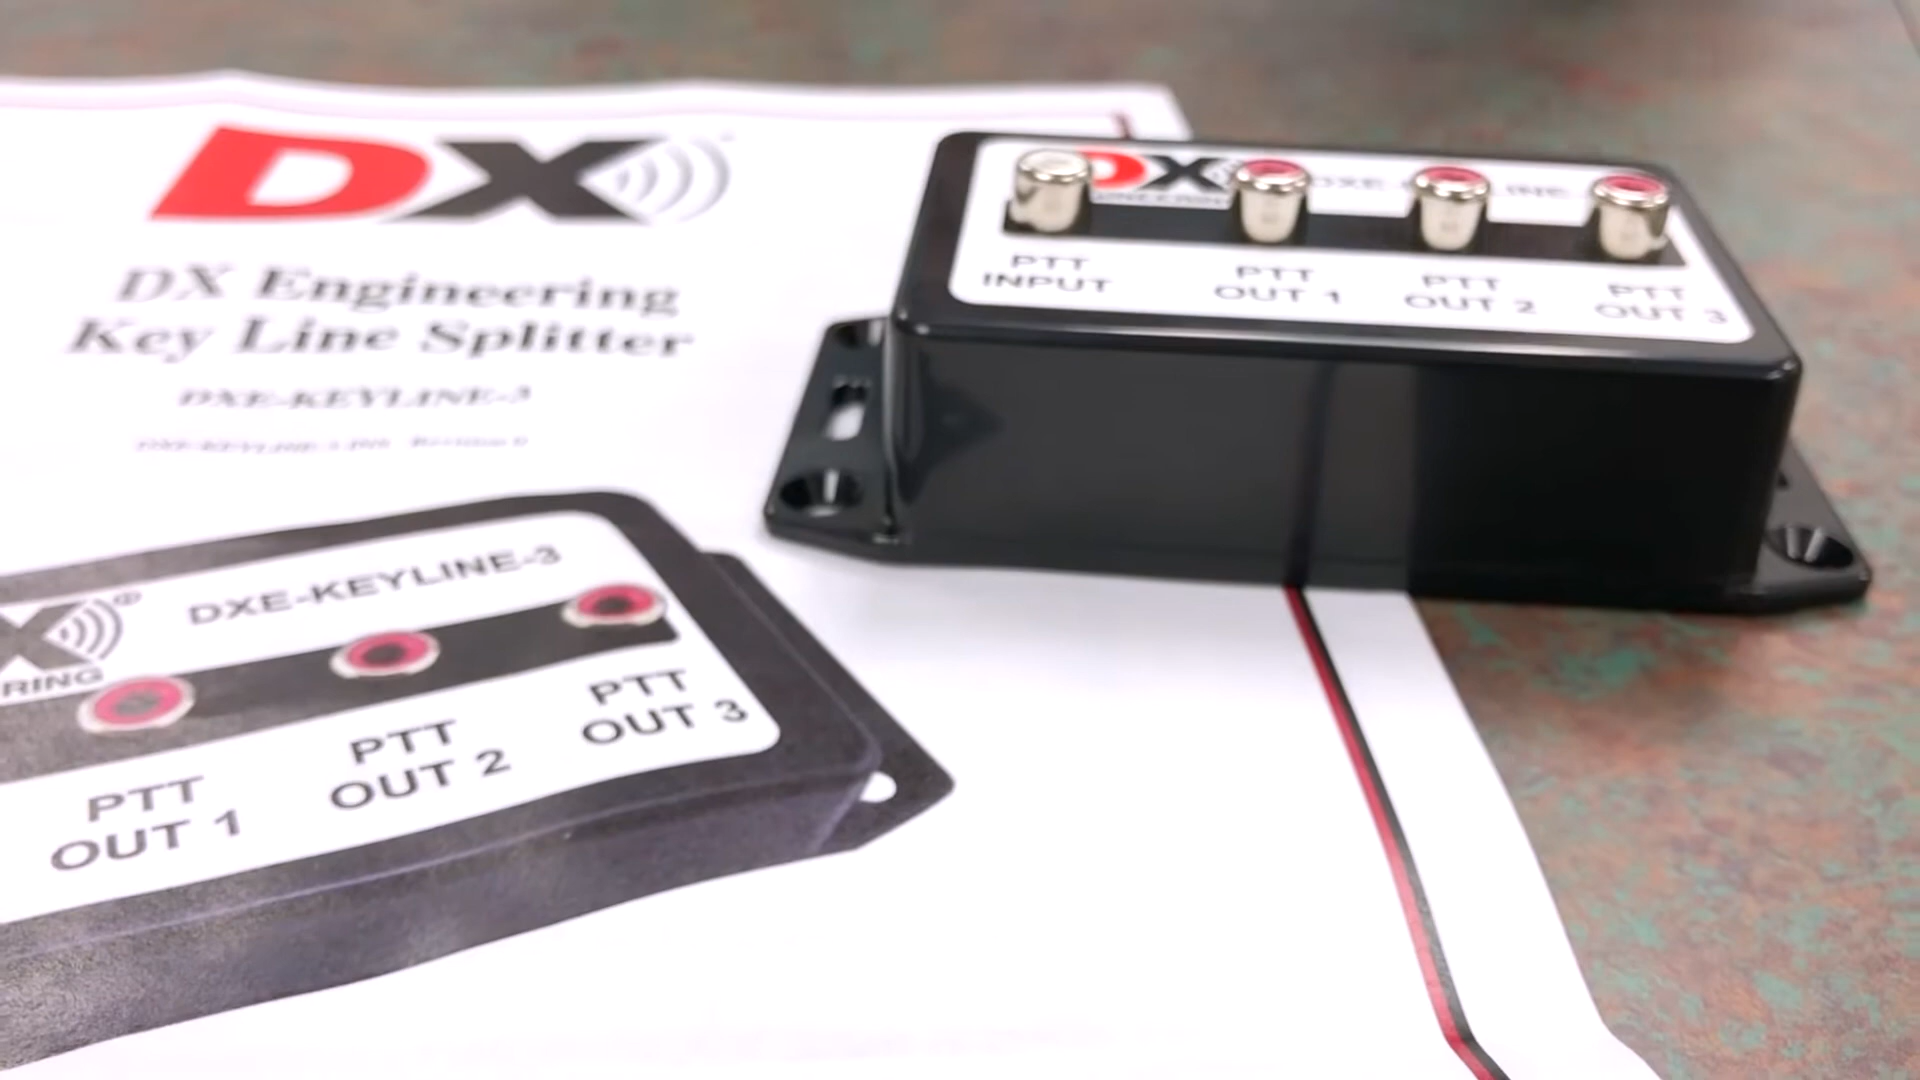 DX
DX Engineering
Key Line Splitter
DXE-KEYLINE-3
X®
RING
DXE-KEYLINE-3
PTT
OUT 1
PTT
OUT 2
PTT
OUT 3
DX
PTT
INPUT
PTT
OUT 1
PTT
OUT 2
PTT
OUT 3